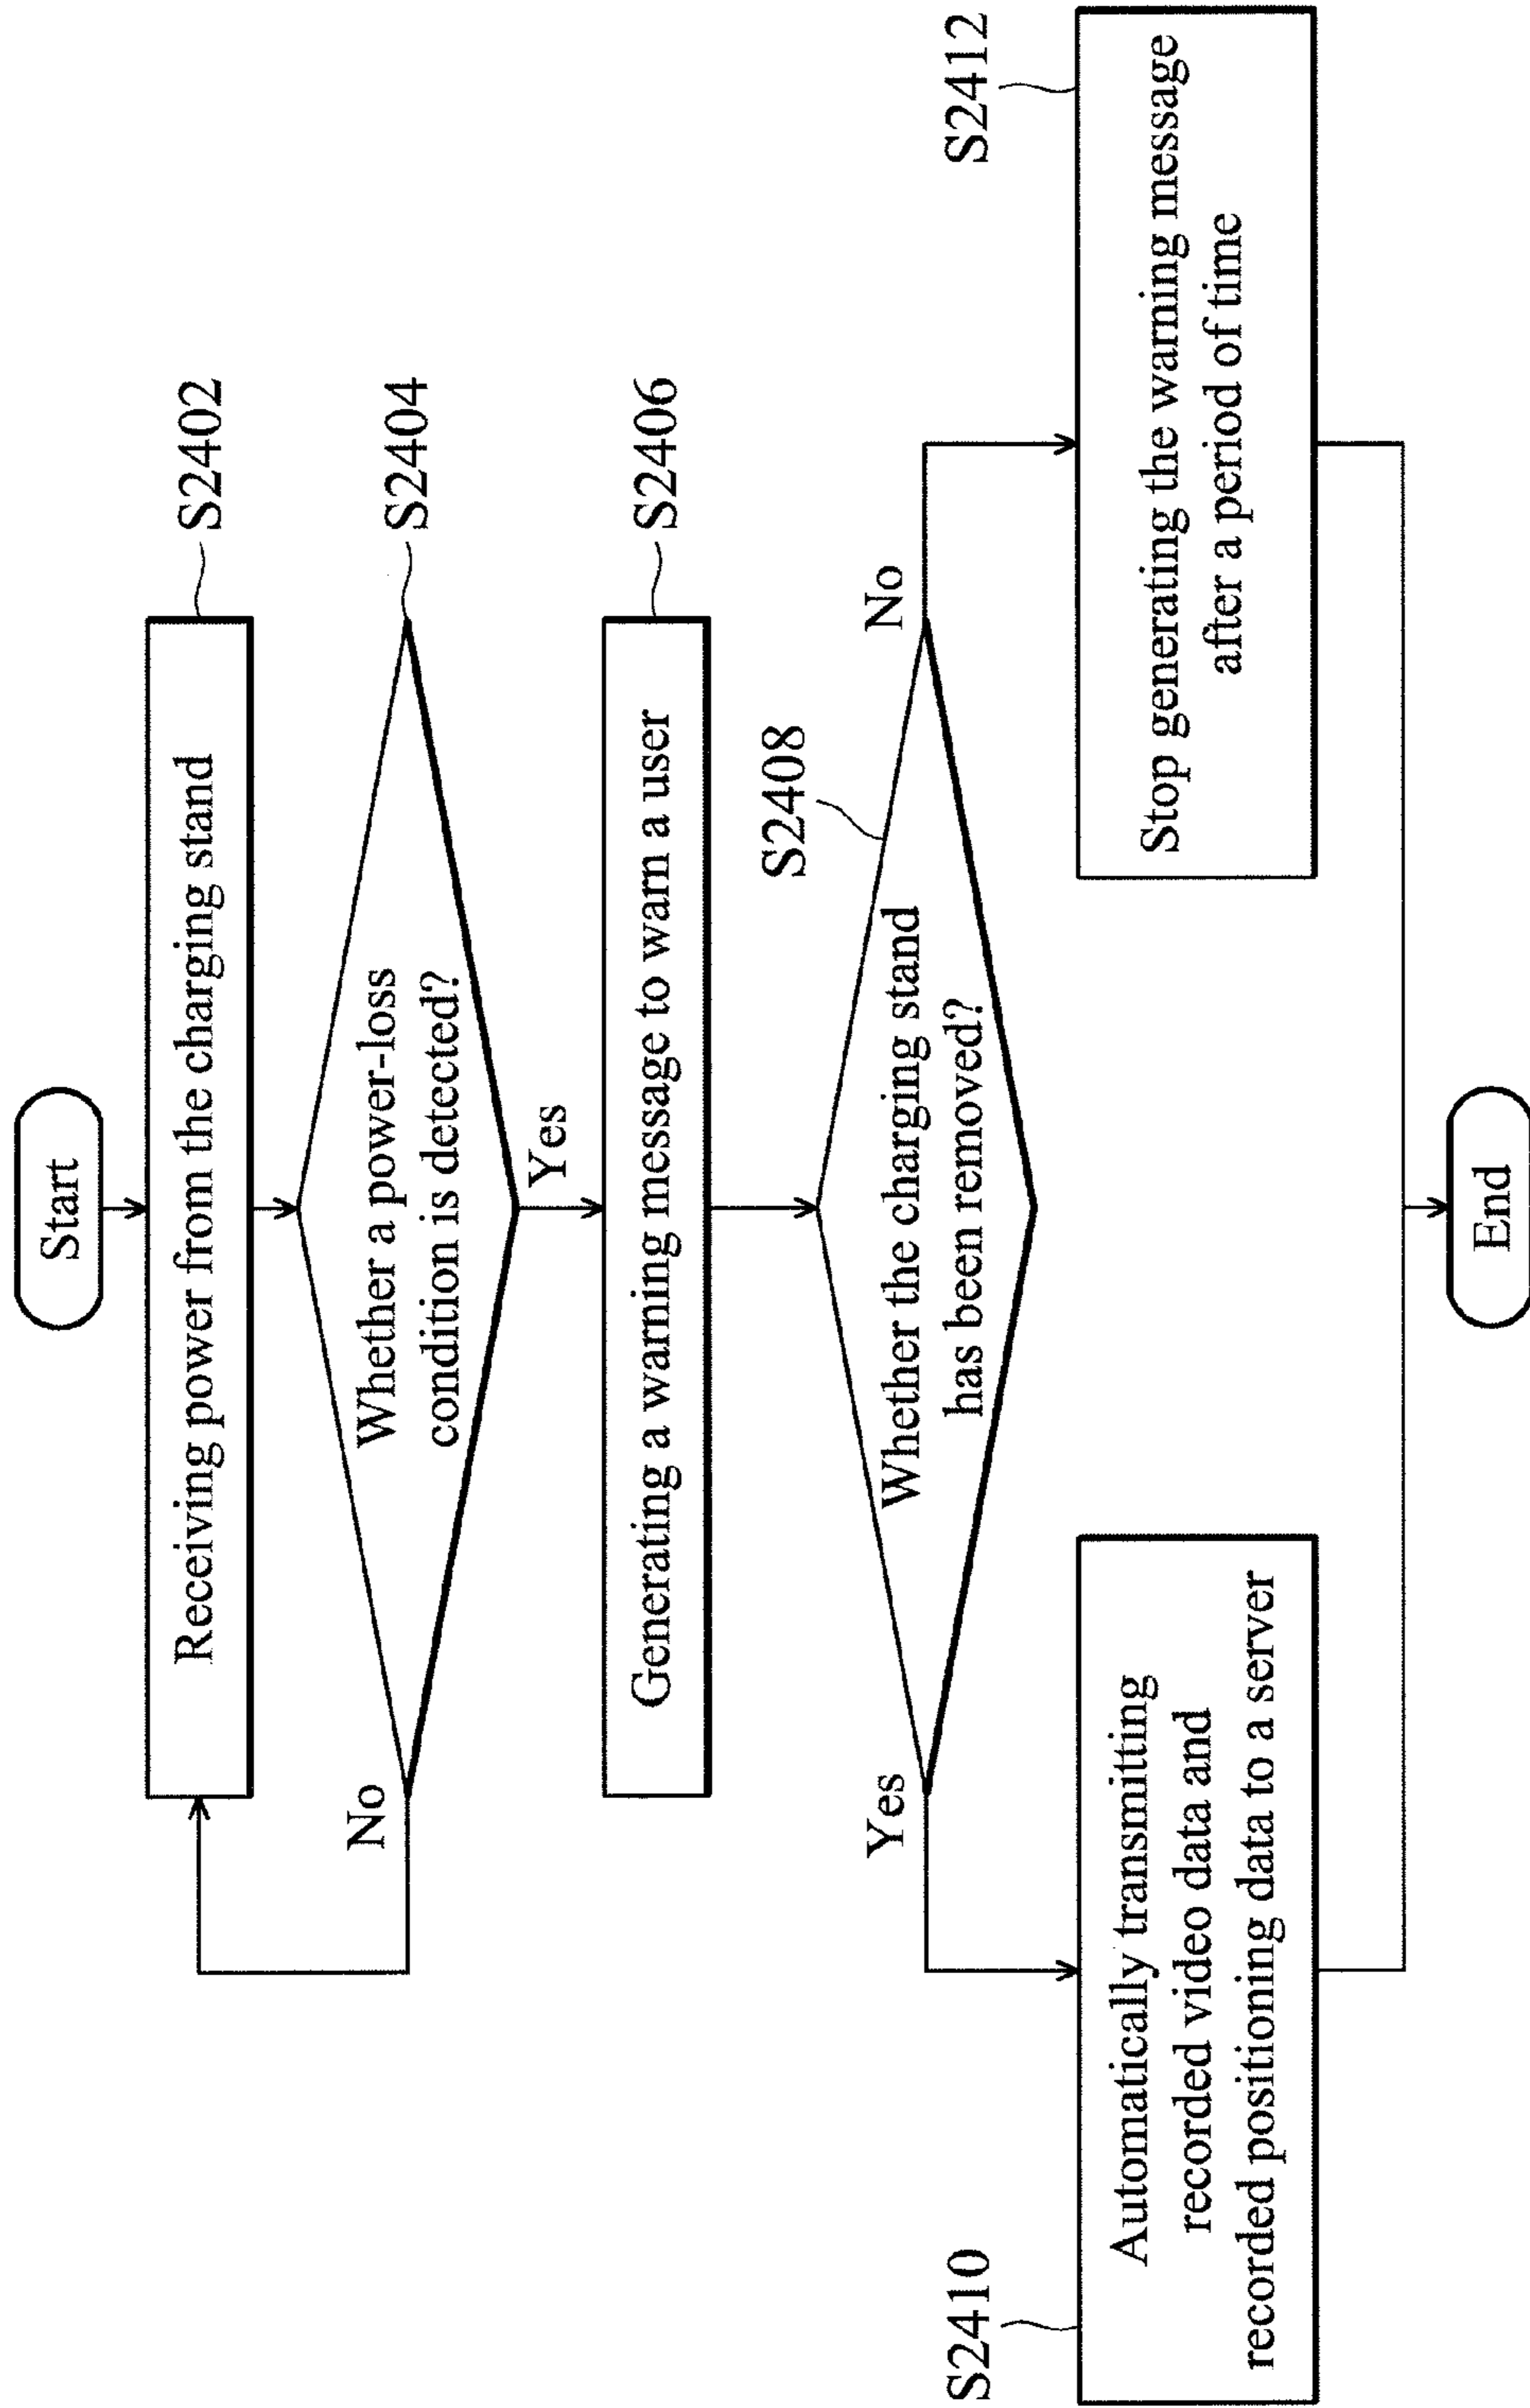 Start
Receiving power from the charging stand
S2402
Whether a power-loss
condition is detected?
S2404
No
Yes
Generating a warning message to warn a user
S2406
S2408
Whether the charging stand
has been removed?
Yes
No
S2410
Automatically transmitting
recorded video data and
recorded positioning data to a server
S2412
Stop generating the warning message
after a period of time
End